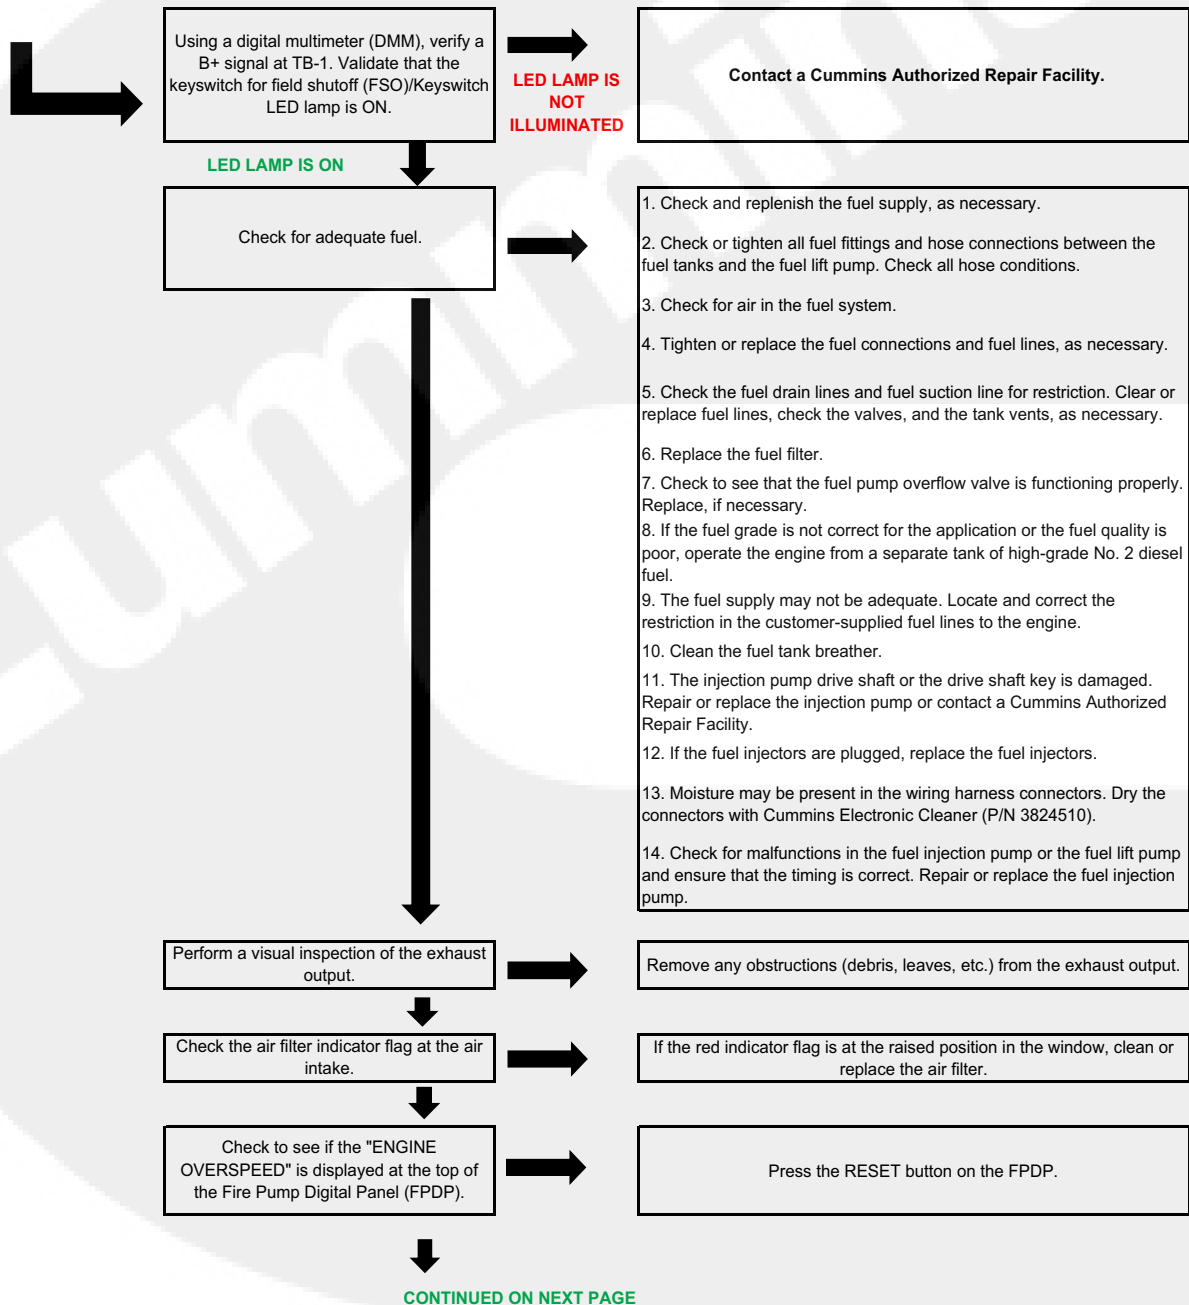 Using a digital multimeter (DMM), verify a
B+ signal at TB-1. Validate that the
keyswitch for field shutoff (FSO)/Keyswitch
LED lamp is ON.
LED LAMP IS
NOT
ILLUMINATED
Contact a Cummins Authorized Repair Facility.
LED LAMP IS ON
Check for adequate fuel.
1. Check and replenish the fuel supply, as necessary.
2. Check or tighten all fuel fittings and hose connections between the
fuel tanks and the fuel lift pump. Check all hose conditions.
3. Check for air in the fuel system.
4. Tighten or replace the fuel connections and fuel lines, as necessary.
5. Check the fuel drain lines and fuel suction line for restriction. Clear or
replace fuel lines, check the valves, and the tank vents, as necessary.
6. Replace the fuel filter.
7. Check to see that the fuel pump overflow valve is functioning properly.
Replace, if necessary.
8. If the fuel grade is not correct for the application or the fuel quality is
poor, operate the engine from a separate tank of high-grade No. 2 diesel
fuel.
9. The fuel supply may not be adequate. Locate and correct the
restriction in the customer-supplied fuel lines to the engine.
10. Clean the fuel tank breather.
11. The injection pump drive shaft or the drive shaft key is damaged.
Repair or replace the injection pump or contact a Cummins Authorized
Repair Facility.
12. If the fuel injectors are plugged, replace the fuel injectors.
13. Moisture may be present in the wiring harness connectors. Dry the
connectors with Cummins Electronic Cleaner (P/N 3824510).
14. Check for malfunctions in the fuel injection pump or the fuel lift pump
and ensure that the timing is correct. Repair or replace the fuel injection
pump.
Perform a visual inspection of the exhaust
output.
Remove any obstructions (debris, leaves, etc.) from the exhaust output.
Check the air filter indicator flag at the air
intake.
If the red indicator flag is at the raised position in the window, clean or
replace the air filter.
Check to see if the "ENGINE
OVERSPEED" is displayed at the top of
the Fire Pump Digital Panel (FPDP).
Press the RESET button on the FPDP.
CONTINUED ON NEXT PAGE